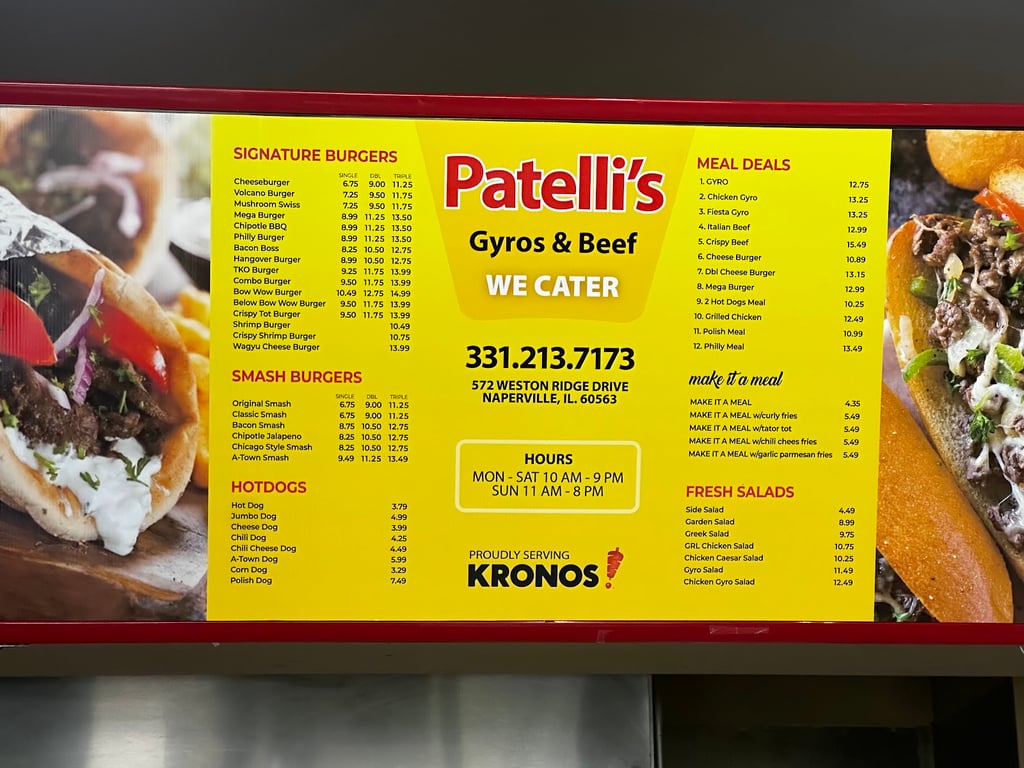 SIGNATURE BURGERS
SINGLE DBL TRIPLE
Cheeseburger 6.75 9.00 11.25
Volcano Burger 7.25 9.50 11.75
Mushroom Swiss 7.25 9.50 11.75
Mega Burger 8.99 11.25 13.50
Chipotle BBQ 8.99 11.25 13.50
Philly Burger 8.99 11.25 13.50
Bacon Boss 8.25 10.50 12.75
Hangover Burger 8.99 10.50 12.75
TKO Burger 9.25 11.75 13.99
Combo Burger 9.50 11.75 13.99
Bow Wow Burger 10.49 12.75 14.99
Below Bow Wow Burger 9.50 11.75 13.99
Crispy Tot Burger 9.50 11.75 13.99
Shrimp Burger 10.49
Crispy Shrimp Burger 10.75
Wagyu Cheese Burger 13.99
SMASH BURGERS
SINGLE DBL TRIPLE
Original Smash 6.75 9.00 11.25
Classic Smash 6.75 9.00 11.25
Bacon Smash 8.75 10.50 12.75
Chipotle Jalapeno 8.25 10.50 12.75
Chicago Style Smash 8.25 10.50 12.75
A-Town Smash 9.49 11.25 13.49
HOTDOGS
Hot Dog 3.79
Jumbo Dog 4.99
Cheese Dog 3.99
Chili Dog 4.25
Chili Cheese Dog 4.49
A-Town Dog 5.99
Corn Dog 3.29
Polish Dog 7.49
Patelli's
Gyros & Beef
WE CATER
331.213.7173
572 WESTON RIDGE DRIVE
NAPERVILLE, IL. 60563
HOURS
MON - SAT 10 AM - 9 PM
SUN 11 AM - 8 PM
PROUDLY SERVING
KRONOS
MEAL DEALS
1. GYRO 12.75
2. Chicken Gyro 13.25
3. Fiesta Gyro 13.25
4. Italian Beef 12.99
5. Crispy Beef 15.49
6. Cheese Burger 10.89
7. Dbl Cheese Burger 13.15
8. Mega Burger 12.99
9. 2 Hot Dogs Meal 10.25
10. Grilled Chicken 12.49
11. Polish Meal 10.99
12. Philly Meal 13.49
make it a meal
MAKE IT A MEAL 4.35
MAKE IT A MEAL w/curly fries 5.49
MAKE IT A MEAL w/tator tot 5.49
MAKE IT A MEAL w/chili chees fries 5.49
MAKE IT A MEAL w/garlic parmesan fries 5.49
FRESH SALADS
Side Salad 4.49
Garden Salad 8.99
Greek Salad 9.75
GRL Chicken Salad 10.75
Chicken Caesar Salad 10.25
Gyro Salad 11.49
Chicken Gyro Salad 12.49